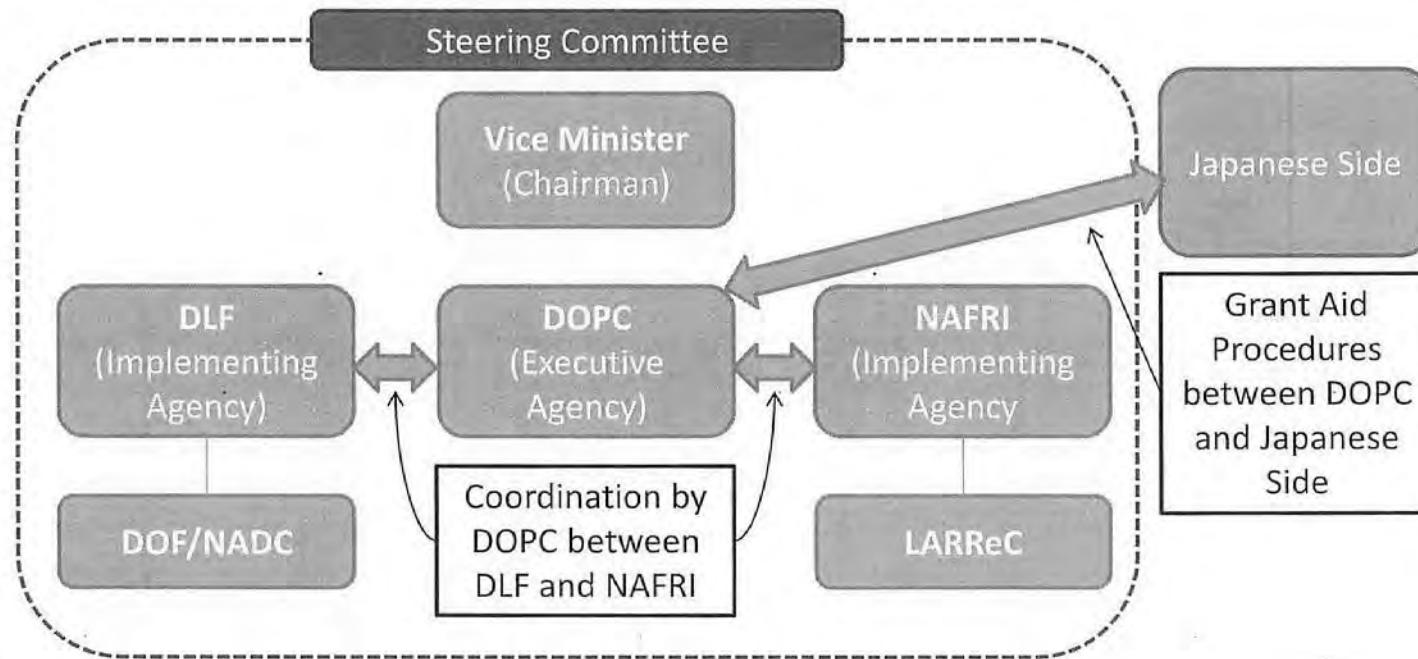 Steering Committee
Vice Minister
(Chairman)
Japanese Side
DLF
(Implementing
Agency)
DOPC
(Executive
Agency)
NAFRI
(Implementing
Agency
Grant Aid
Procedures
between DOPC
and Japanese
Side
DOF/NADC
Coordination by
DOPC between
DLF and NAFRI
LARReC